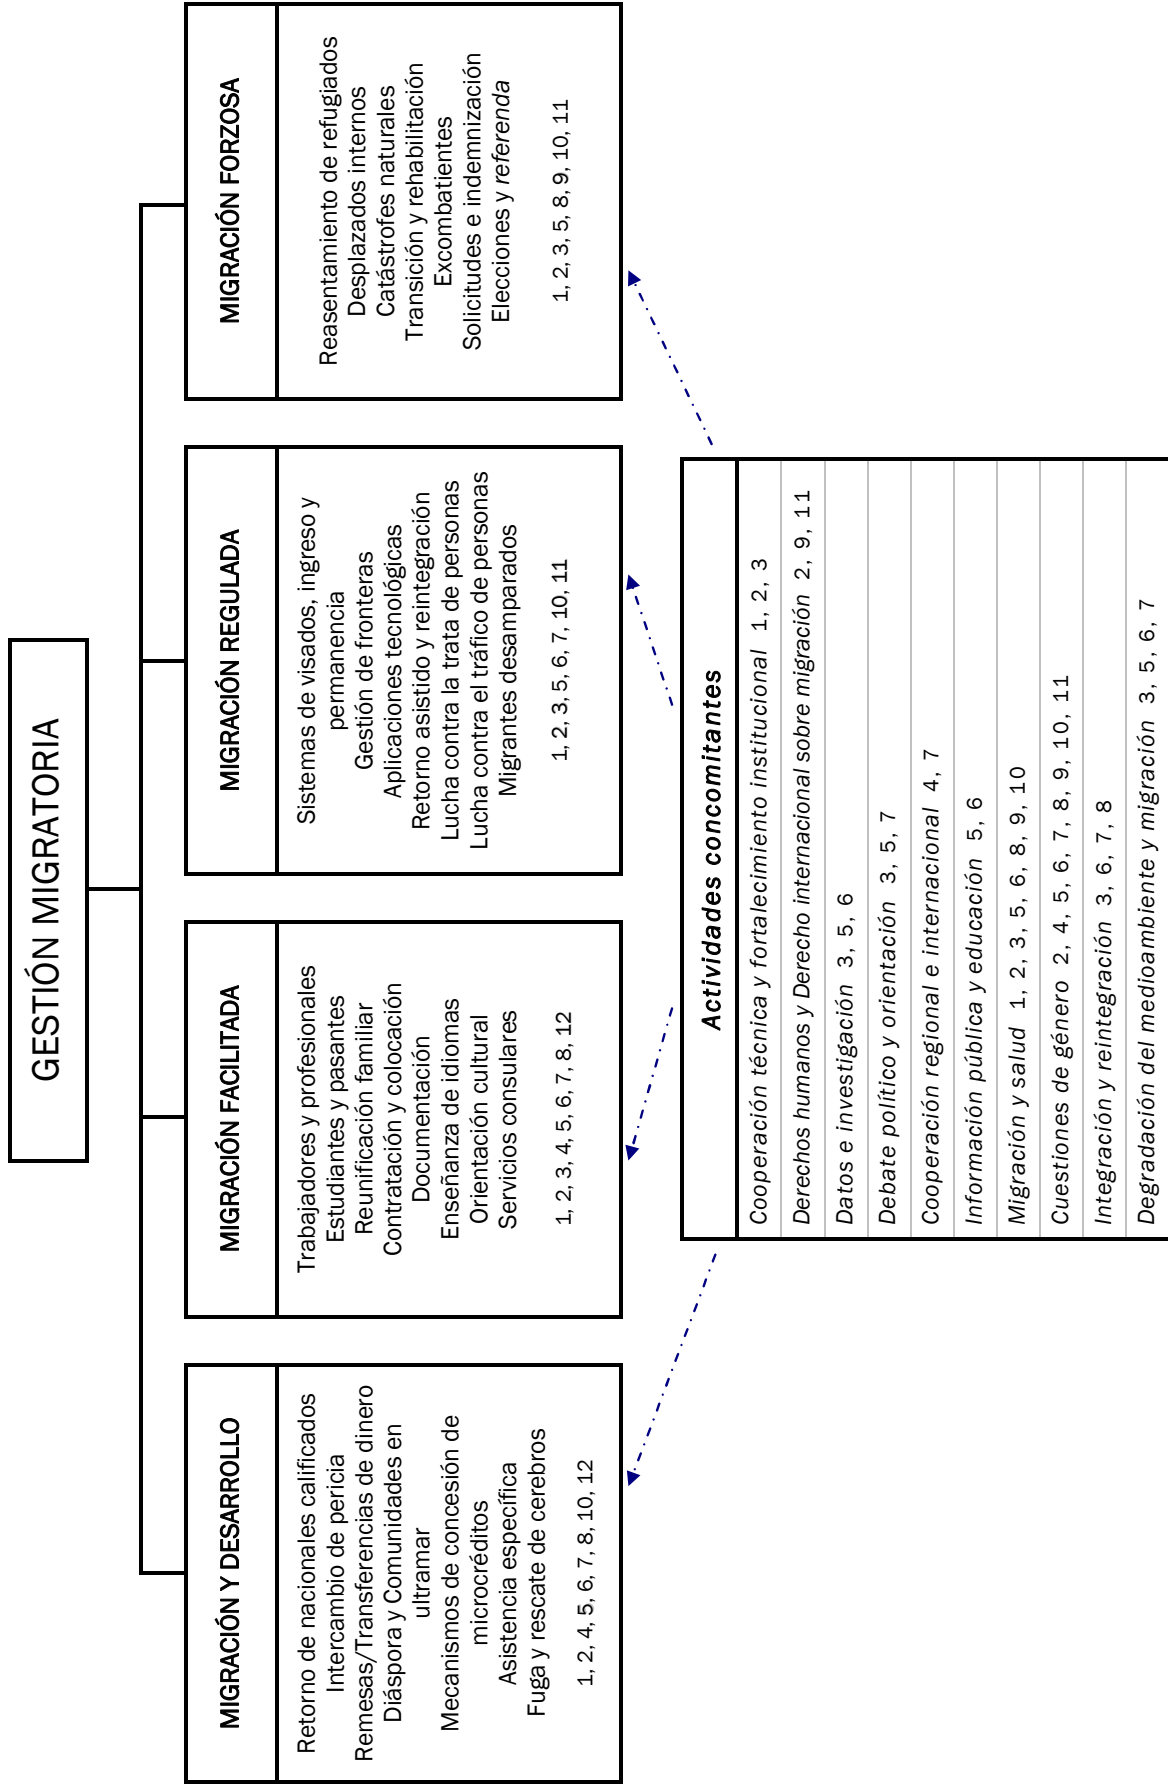 GESTIÓN MIGRATORIA
MIGRACIÓN Y DESARROLLO
Retorno de nacionales calificados
Intercambio de pericia
Remesas/Transferencias de dinero
Diáspora y Comunidades en
ultramar
Mecanismos de concesión de
microcréditos
Asistencia específica
Fuga y rescate de cerebros
1, 2, 4, 5, 6, 7, 8, 10, 12
MIGRACIÓN FACILITADA
Trabajadores y profesionales
Estudiantes y pasantes
Reunificación familiar
Contratación y colocación
Documentación
Enseñanza de idiomas
Orientación cultural
Servicios consulares
1, 2, 3, 4, 5, 6, 7, 8, 12
MIGRACIÓN REGULADA
Sistemas de visados, ingreso y
permanencia
Gestión de fronteras
Aplicaciones tecnológicas
Retorno asistido y reintegración
Lucha contra la trata de personas
Lucha contra el tráfico de personas
Migrantes desamparados
1, 2, 3, 5, 6, 7, 10, 11
MIGRACIÓN FORZOSA
Reasentamiento de refugiados
Desplazados internos
Catástrofes naturales
Transición y rehabilitación
Excombatientes
Solicitudes e indemnización
Elecciones y referenda
1, 2, 3, 5, 8, 9, 10, 11
Actividades concomitantes
Cooperación técnica y fortalecimiento institucional 1, 2, 3
Derechos humanos y Derecho internacional sobre migración 2, 9, 11
Datos e investigación 3, 5, 6
Debate político y orientación 3, 5, 7
Cooperación regional e internacional 4, 7
Información pública y educación 5, 6
Migración y salud 1, 2, 3, 5, 6, 8, 9, 10
Cuestiones de género 2, 4, 5, 6, 7, 8, 9, 10, 11
Integración y reintegración 3, 6, 7, 8
Degradación del medioambiente y migración 3, 5, 6, 7